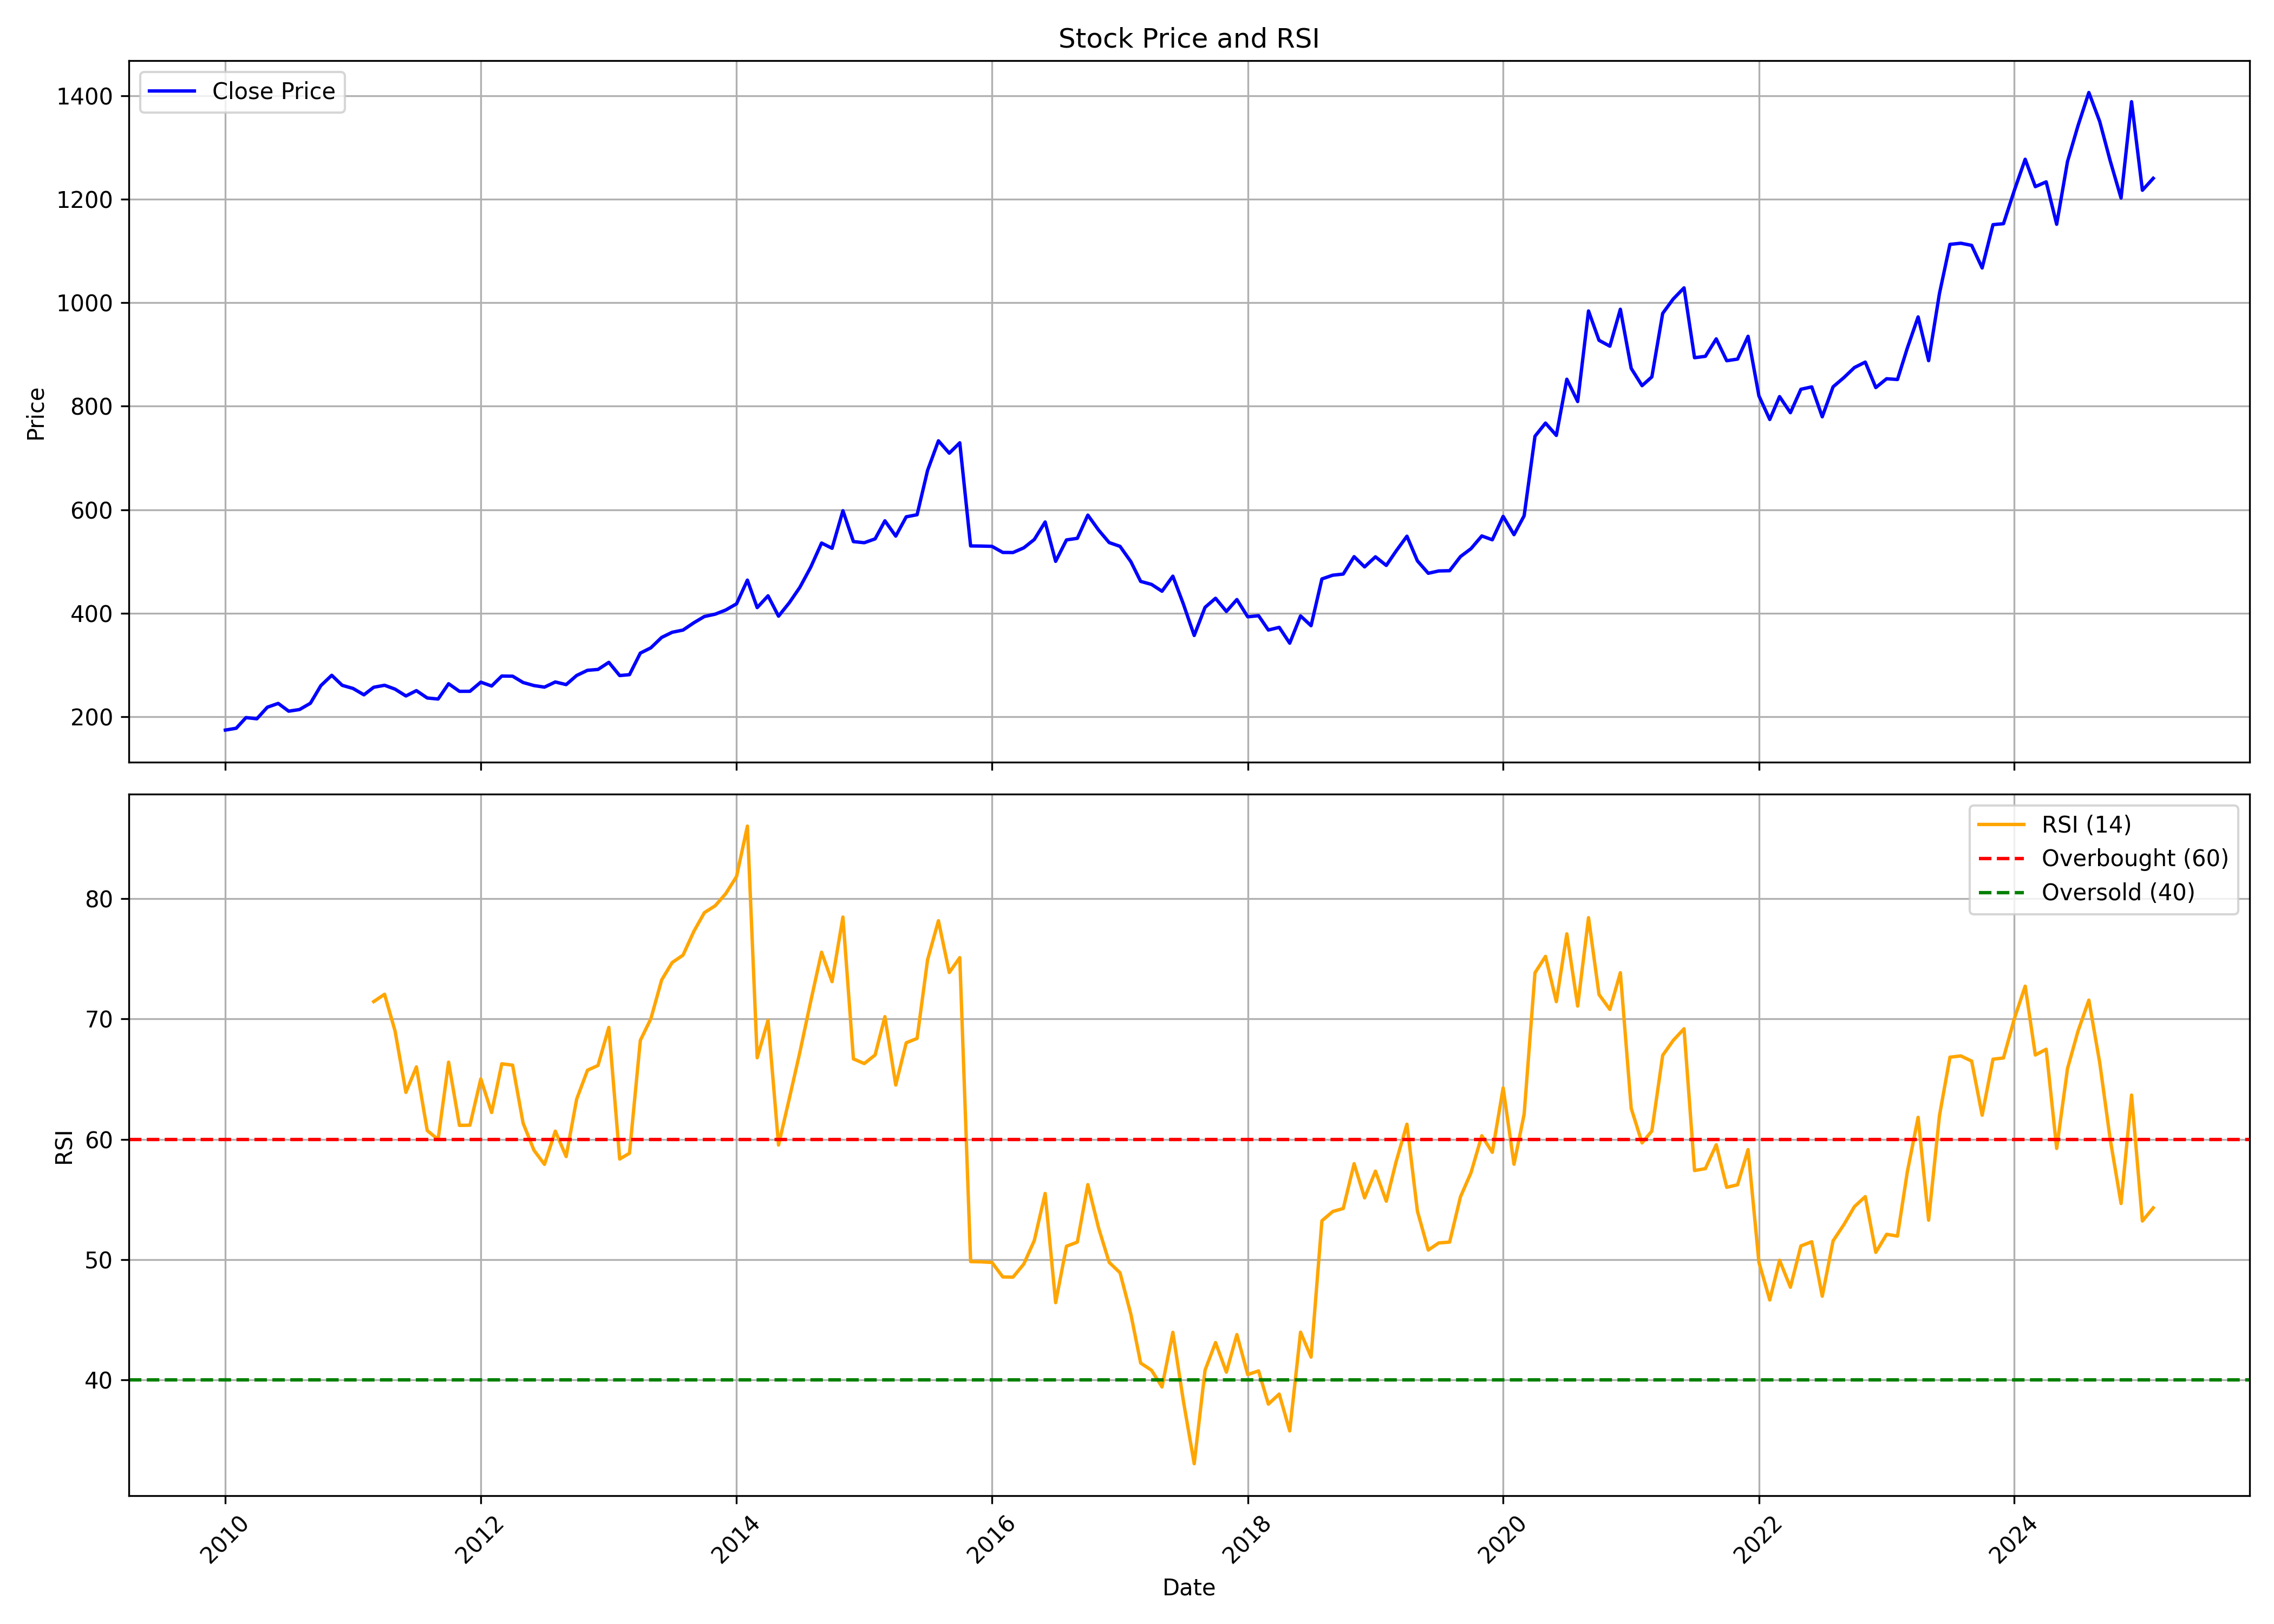 Stock Price and RSI
Close Price
1400
1200
1000
800
600
400
200
Price
RSI (14)
Overbought (60)
Oversold (40)
80
70
60
50
40
RSI
2010
2012
2014
2016
2018
2020
2022
2024
Date